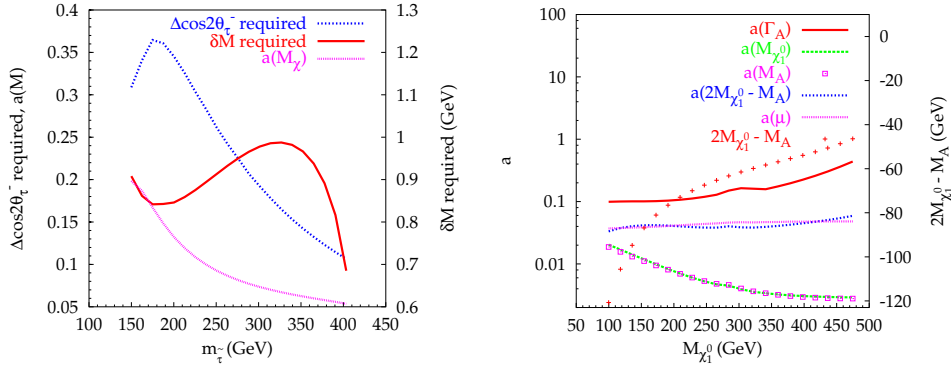 Δcos2θτ̃ required
δM required
a(Mχ)
0.4
0.35
0.3
0.25
0.2
0.15
0.1
0.05
Δcos2θτ̃ required, a(M)
1.3
1.2
1.1
1
0.9
0.8
0.7
0.6
δM required (GeV)
100 150 200 250 300 350 400 450
mτ̃ (GeV)
a(ΓA)
a(Mχ₁⁰)
a(MA)
a(2Mχ₁⁰ - MA)
a(μ)
2Mχ₁⁰ - MA
100
10
1
0.1
0.01
a
0
-20
-40
-60
-80
-100
-120
2Mχ₁⁰ - MA (GeV)
50 100 150 200 250 300 350 400 450 500
Mχ₁⁰ (GeV)